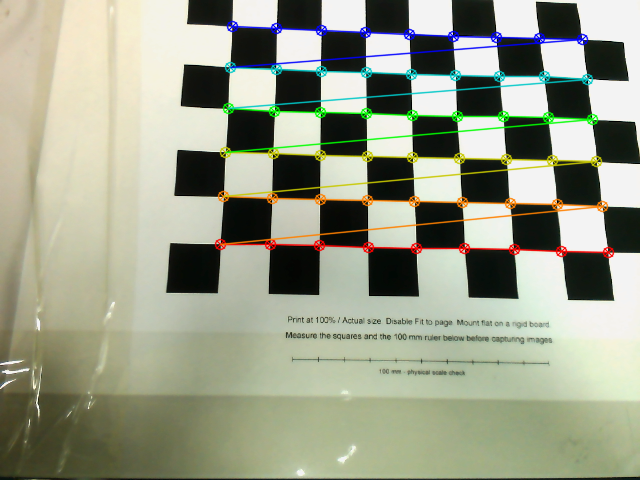 Print at 100% / Actual size. Disable Fit to page. Mount flat on a rigid board.
Measure the squares and the 100 mm ruler below before capturing images.
100 mm - physical scale check